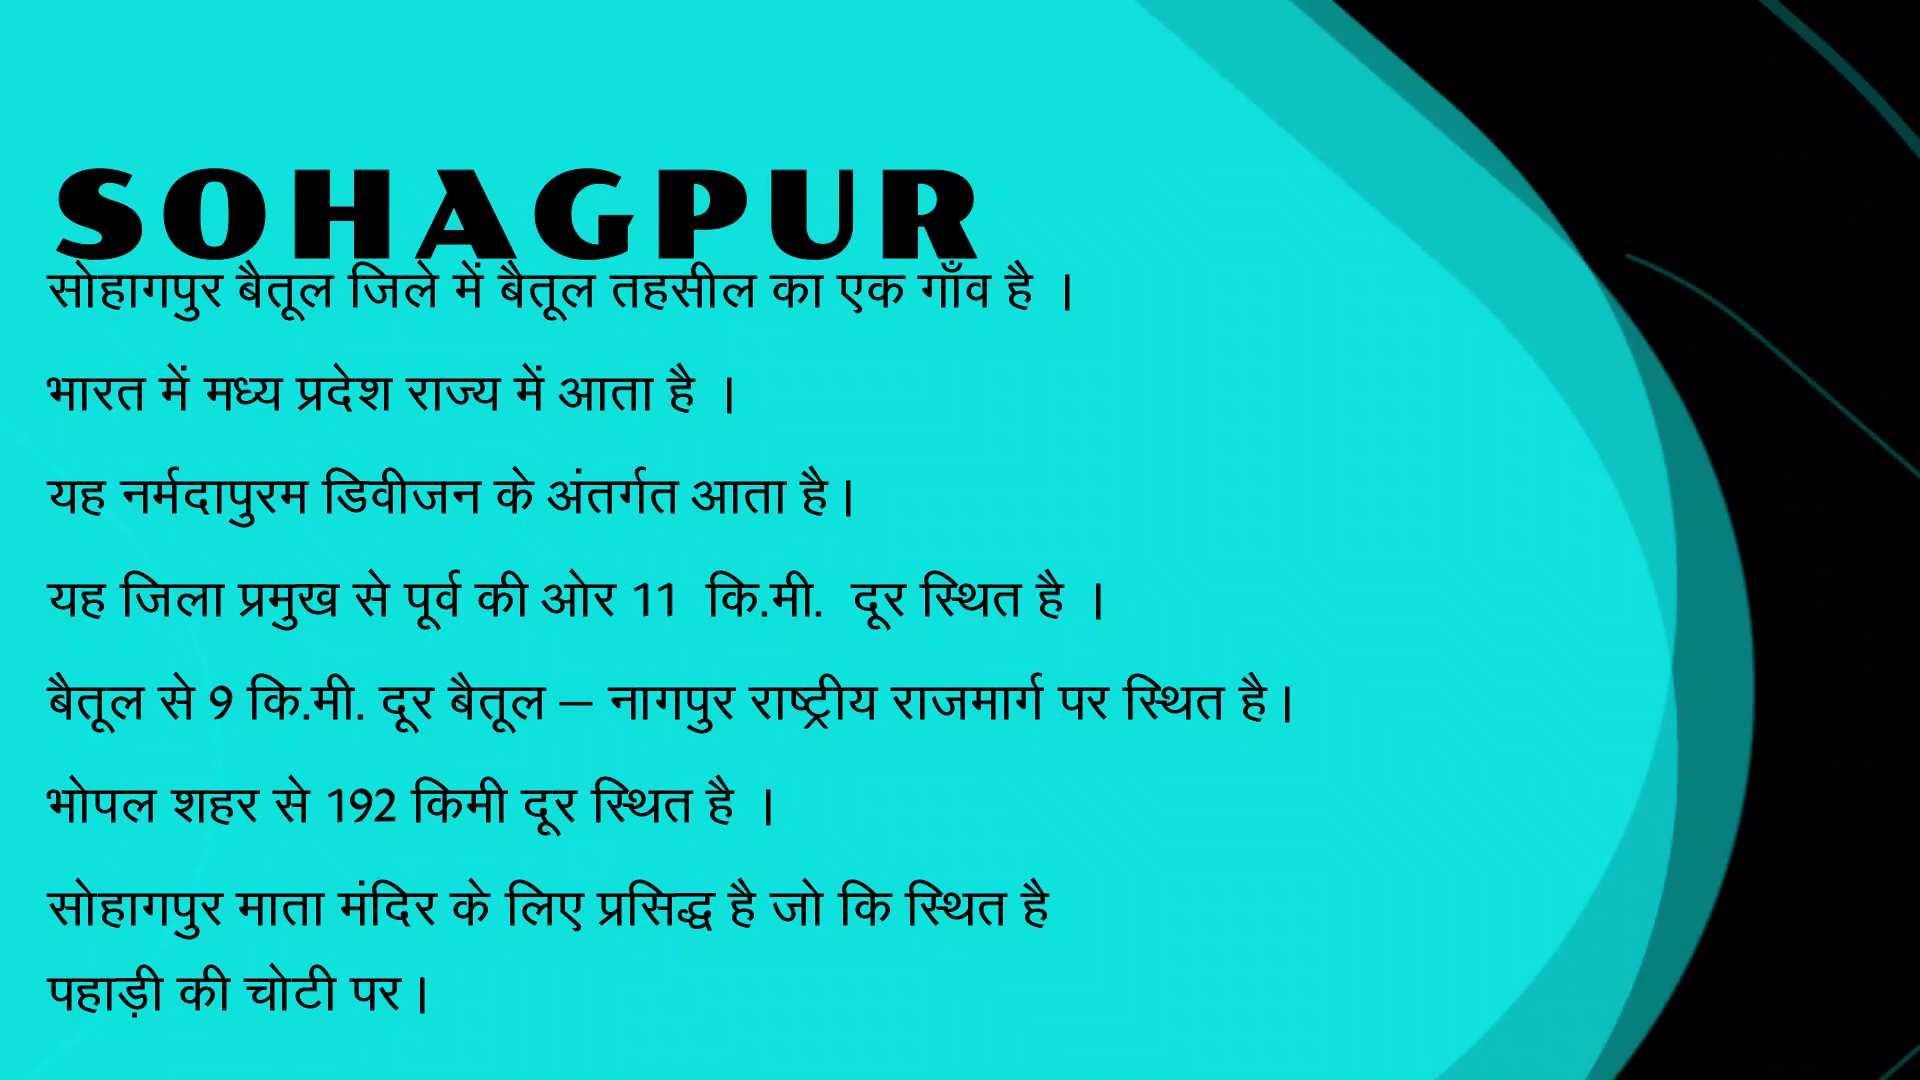 SOHAGPUR
सोहागपुर बैतूल जिले में बैतूल तहसील का एक गाँव है ।
भारत में मध्य प्रदेश राज्य में आता है ।
यह नर्मदापुरम डिवीजन के अंतर्गत आता है।
यह जिला प्रमुख से पूर्व की ओर 11 कि.मी. दूर स्थित है ।
बैतूल से 9 कि.मी. दूर बैतूल – नागपुर राष्ट्रीय राजमार्ग पर स्थित है।
भोपल शहर से 192 किमी दूर स्थित है ।
सोहागपुर माता मंदिर के लिए प्रसिद्ध है जो कि स्थित है
पहाड़ी की चोटी पर।